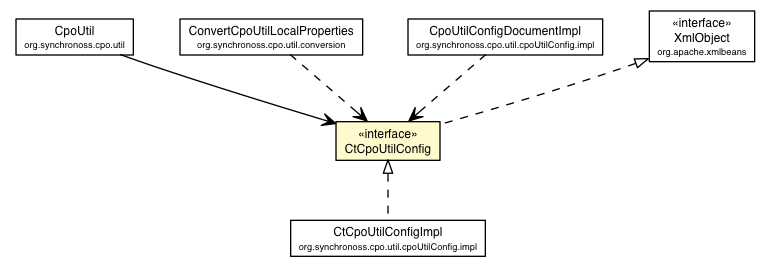 CpoUtil
org.synchronoss.cpo.util
ConvertCpoUtilLocalProperties
org.synchronoss.cpo.util.conversion
CpoUtilConfigDocumentImpl
org.synchronoss.cpo.util.cpoUtilConfig.impl
«interface»
XmlObject
org.apache.xmlbeans
«interface»
CtCpoUtilConfig
CtCpoUtilConfigImpl
org.synchronoss.cpo.util.cpoUtilConfig.impl